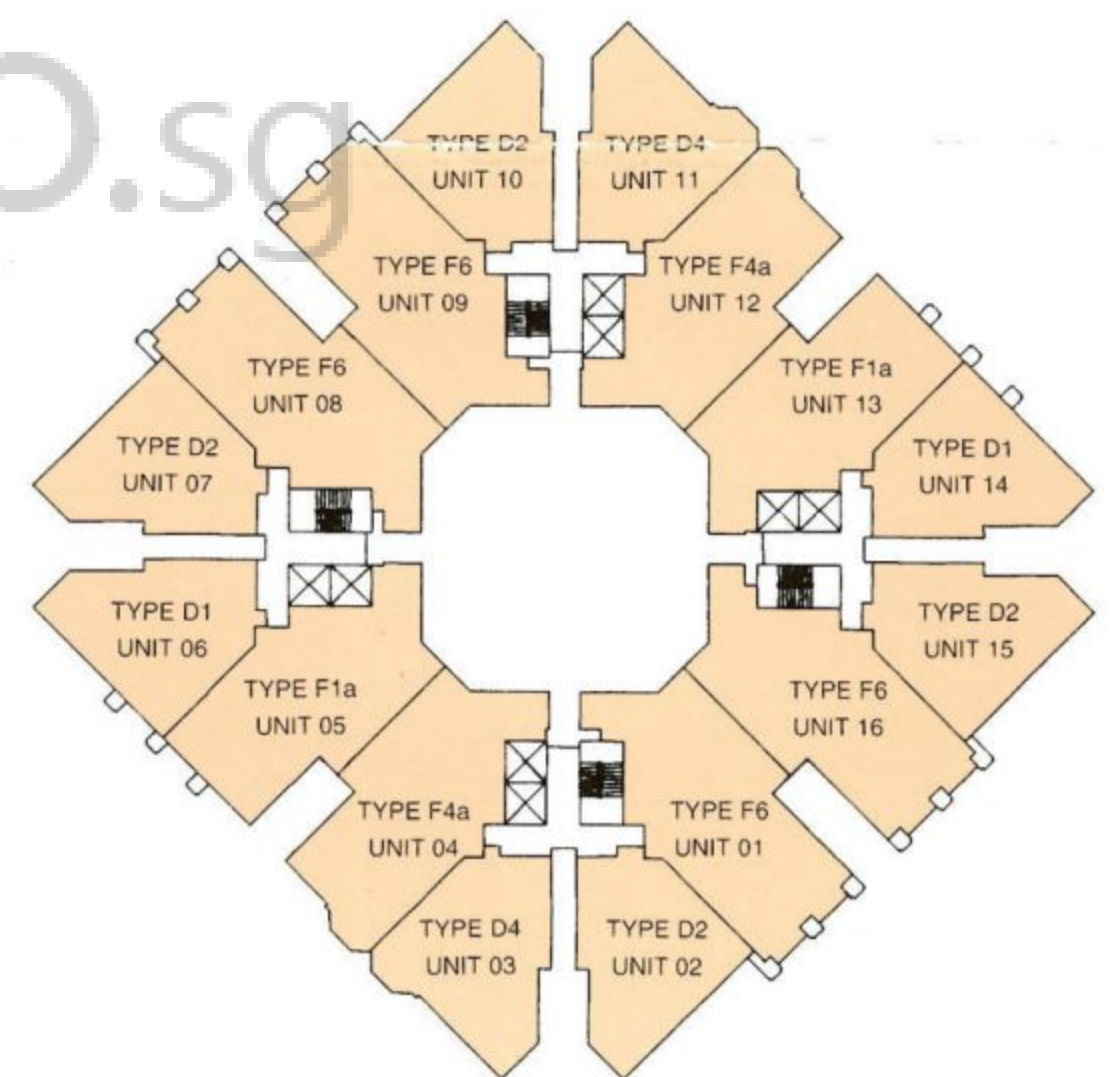 O.sg
TYPE D2
UNIT 10
TYPE D4
UNIT 11
TYPE F6
UNIT 09
TYPE F4a
UNIT 12
TYPE F6
UNIT 08
TYPE F1a
UNIT 13
TYPE D2
UNIT 07
TYPE D1
UNIT 14
TYPE D1
UNIT 06
TYPE D2
UNIT 15
TYPE F1a
UNIT 05
TYPE F6
UNIT 16
TYPE F4a
UNIT 04
TYPE F6
UNIT 01
TYPE D4
UNIT 03
TYPE D2
UNIT 02